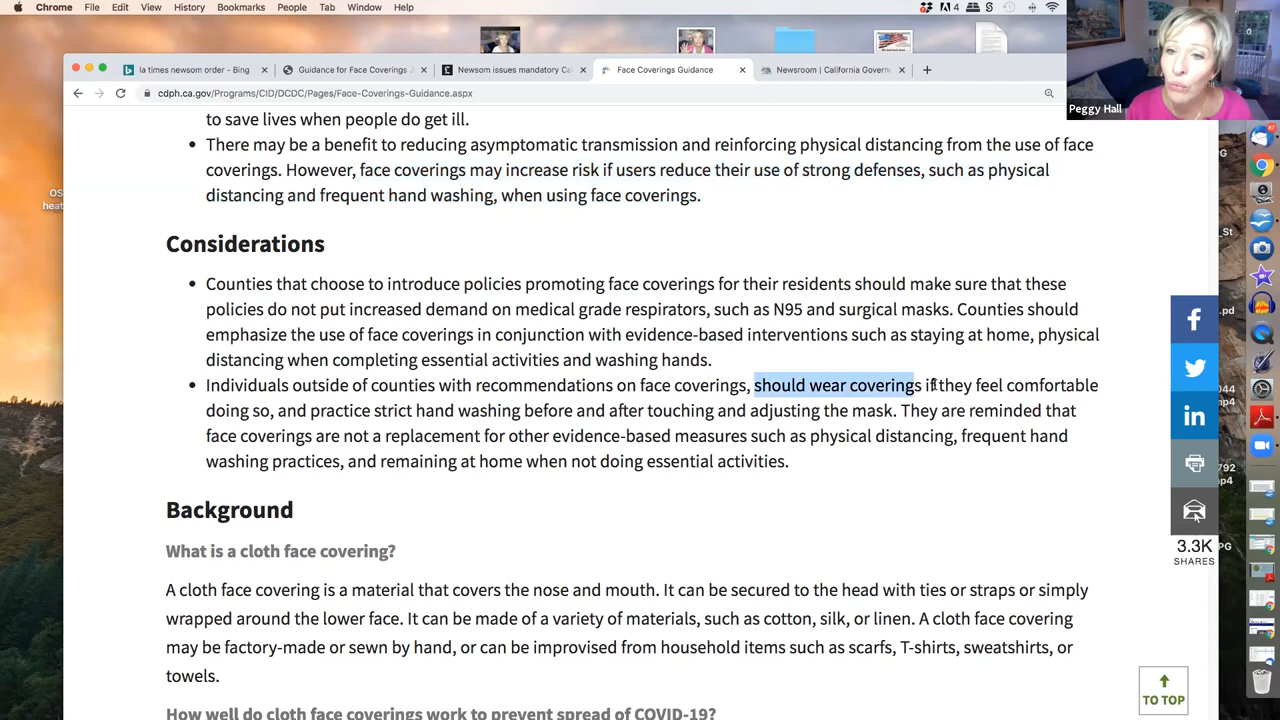 Chrome File Edit View History Bookmarks People Tab Window Help
4
la times newsom order - Bing
Guidance for Face Coverings
Newsom issues mandatory Ca
Face Coverings Guidance
Newsroom | California Govern
cdph.ca.gov/Programs/CID/DCDC/Pages/Face-Coverings-Guidance.aspx
Peggy Hall
to save lives when people do get ill.
There may be a benefit to reducing asymptomatic transmission and reinforcing physical distancing from the use of face
coverings. However, face coverings may increase risk if users reduce their use of strong defenses, such as physical
distancing and frequent hand washing, when using face coverings.
Considerations
Counties that choose to introduce policies promoting face coverings for their residents should make sure that these
policies do not put increased demand on medical grade respirators, such as N95 and surgical masks. Counties should
emphasize the use of face coverings in conjunction with evidence-based interventions such as staying at home, physical
distancing when completing essential activities and washing hands.
Individuals outside of counties with recommendations on face coverings, should wear coverings if they feel comfortable
doing so, and practice strict hand washing before and after touching and adjusting the mask. They are reminded that
face coverings are not a replacement for other evidence-based measures such as physical distancing, frequent hand
washing practices, and remaining at home when not doing essential activities.
Background
What is a cloth face covering?
A cloth face covering is a material that covers the nose and mouth. It can be secured to the head with ties or straps or simply
wrapped around the lower face. It can be made of a variety of materials, such as cotton, silk, or linen. A cloth face covering
may be factory-made or sewn by hand, or can be improvised from household items such as scarfs, T-shirts, sweatshirts, or
towels.
How well do cloth face coverings work to prevent spread of COVID-19?
3.3K
SHARES
TO TOP
OS
heat
PG
_St
.pd
044
mp4
792
mp4
PG